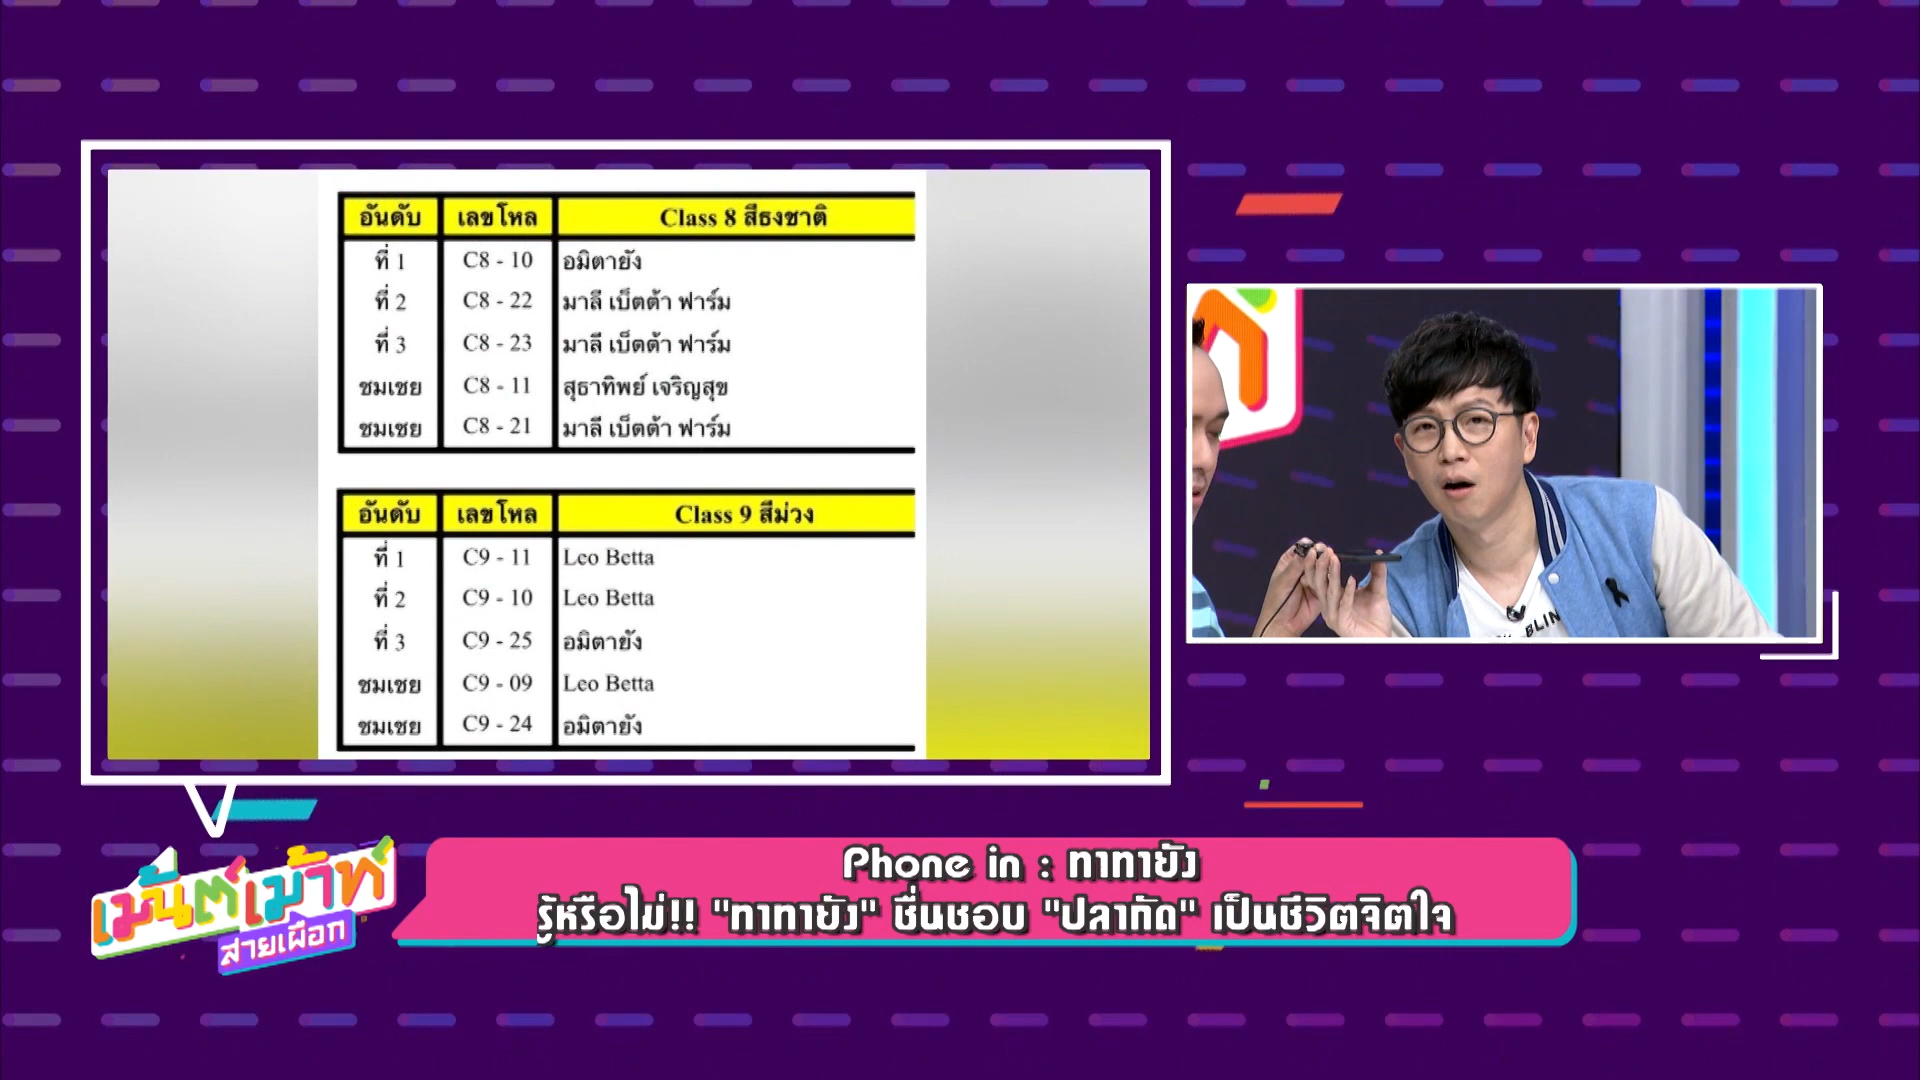 อันดับ เลขโหล Class 8 สีธงชาติ
ที่ 1 C8 - 10 อมิตายัง
ที่ 2 C8 - 22 มาลี เบ็ตต้า ฟาร์ม
ที่ 3 C8 - 23 มาลี เบ็ตต้า ฟาร์ม
ชมเชย C8 - 11 สุธาทิพย์ เจริญสุข
ชมเชย C8 - 21 มาลี เบ็ตต้า ฟาร์ม
อันดับ เลขโหล Class 9 สีม่วง
ที่ 1 C9 - 11 Leo Betta
ที่ 2 C9 - 10 Leo Betta
ที่ 3 C9 - 25 อมิตายัง
ชมเชย C9 - 09 Leo Betta
ชมเชย C9 - 24 อมิตายัง
เม้นต์เม้าท์
สายเผือก
Phone in : ทาทายัง
รู้หรือไม่!! "ทาทายัง" ชื่นชอบ "ปลากัด" เป็นชีวิตจิตใจ